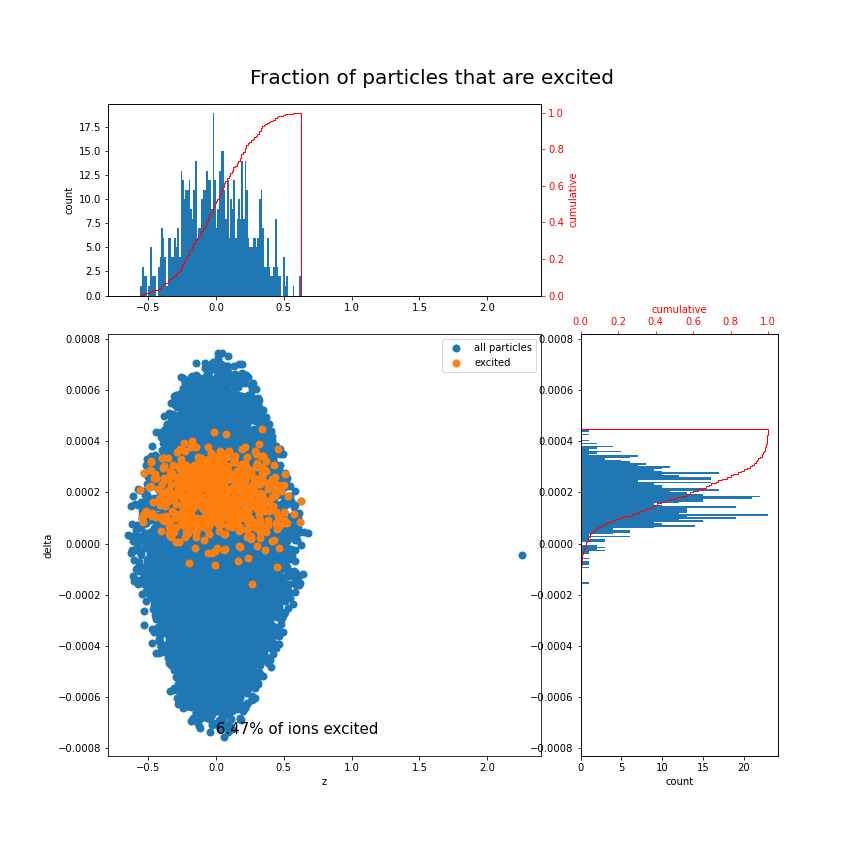 Fraction of particles that are excited
17.5
15.0
12.5
10.0
7.5
5.0
2.5
0.0
count
1.0
0.8
0.6
0.4
0.2
0.0
cumulative
−0.5 0.0 0.5 1.0 1.5 2.0
cumulative
0.0 0.2 0.4 0.6 0.8 1.0
all particles
excited
0.0008
0.0006
0.0004
0.0002
0.0000
−0.0002
−0.0004
−0.0006
−0.0008
delta
6.47% of ions excited
−0.5 0.0 0.5 1.0 1.5 2.0
z
0.0008
0.0006
0.0004
0.0002
0.0000
−0.0002
−0.0004
−0.0006
−0.0008
0 5 10 15 20
count